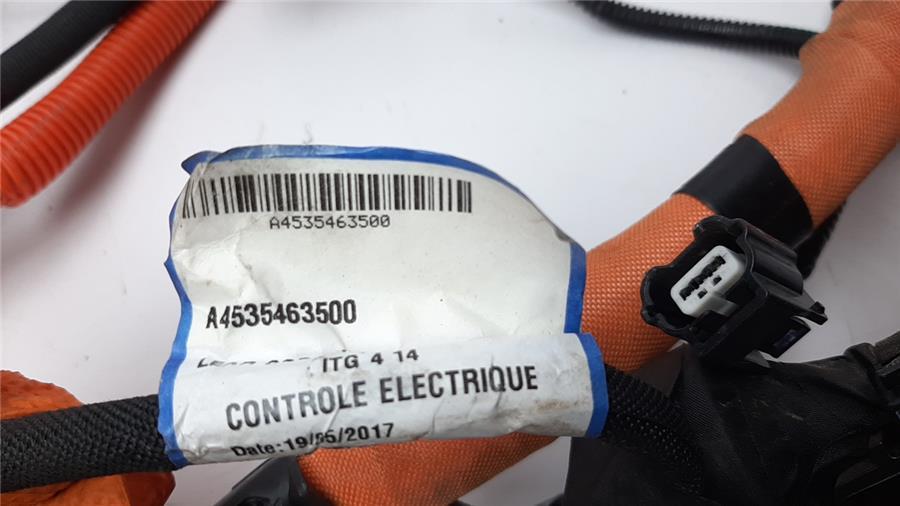 A4535463500
A4535463500
ITG 4 14
CONTROLE ELECTRIQUE
Date:19/05/2017